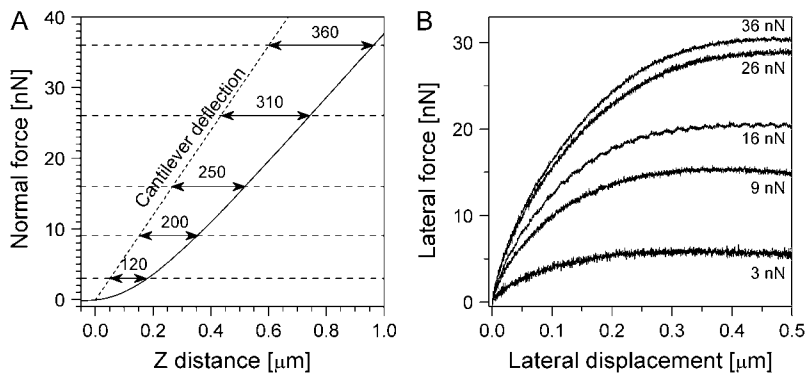 A
40
30
20
10
0
Normal force [nN]
360
310
250
200
120
Cantilever deflection
0.0 0.2 0.4 0.6 0.8 1.0
Z distance [μm]
B
30
20
10
0
Lateral force [nN]
36 nN
26 nN
16 nN
9 nN
3 nN
0.0 0.1 0.2 0.3 0.4 0.5
Lateral displacement [μm]